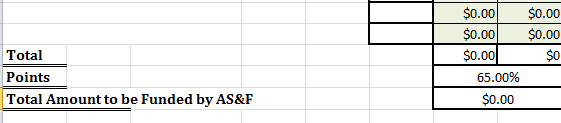 $0.00 $0.00
$0.00 $0.00
Total $0.00 $0
Points 65.00%
Total Amount to be Funded by AS&F $0.00